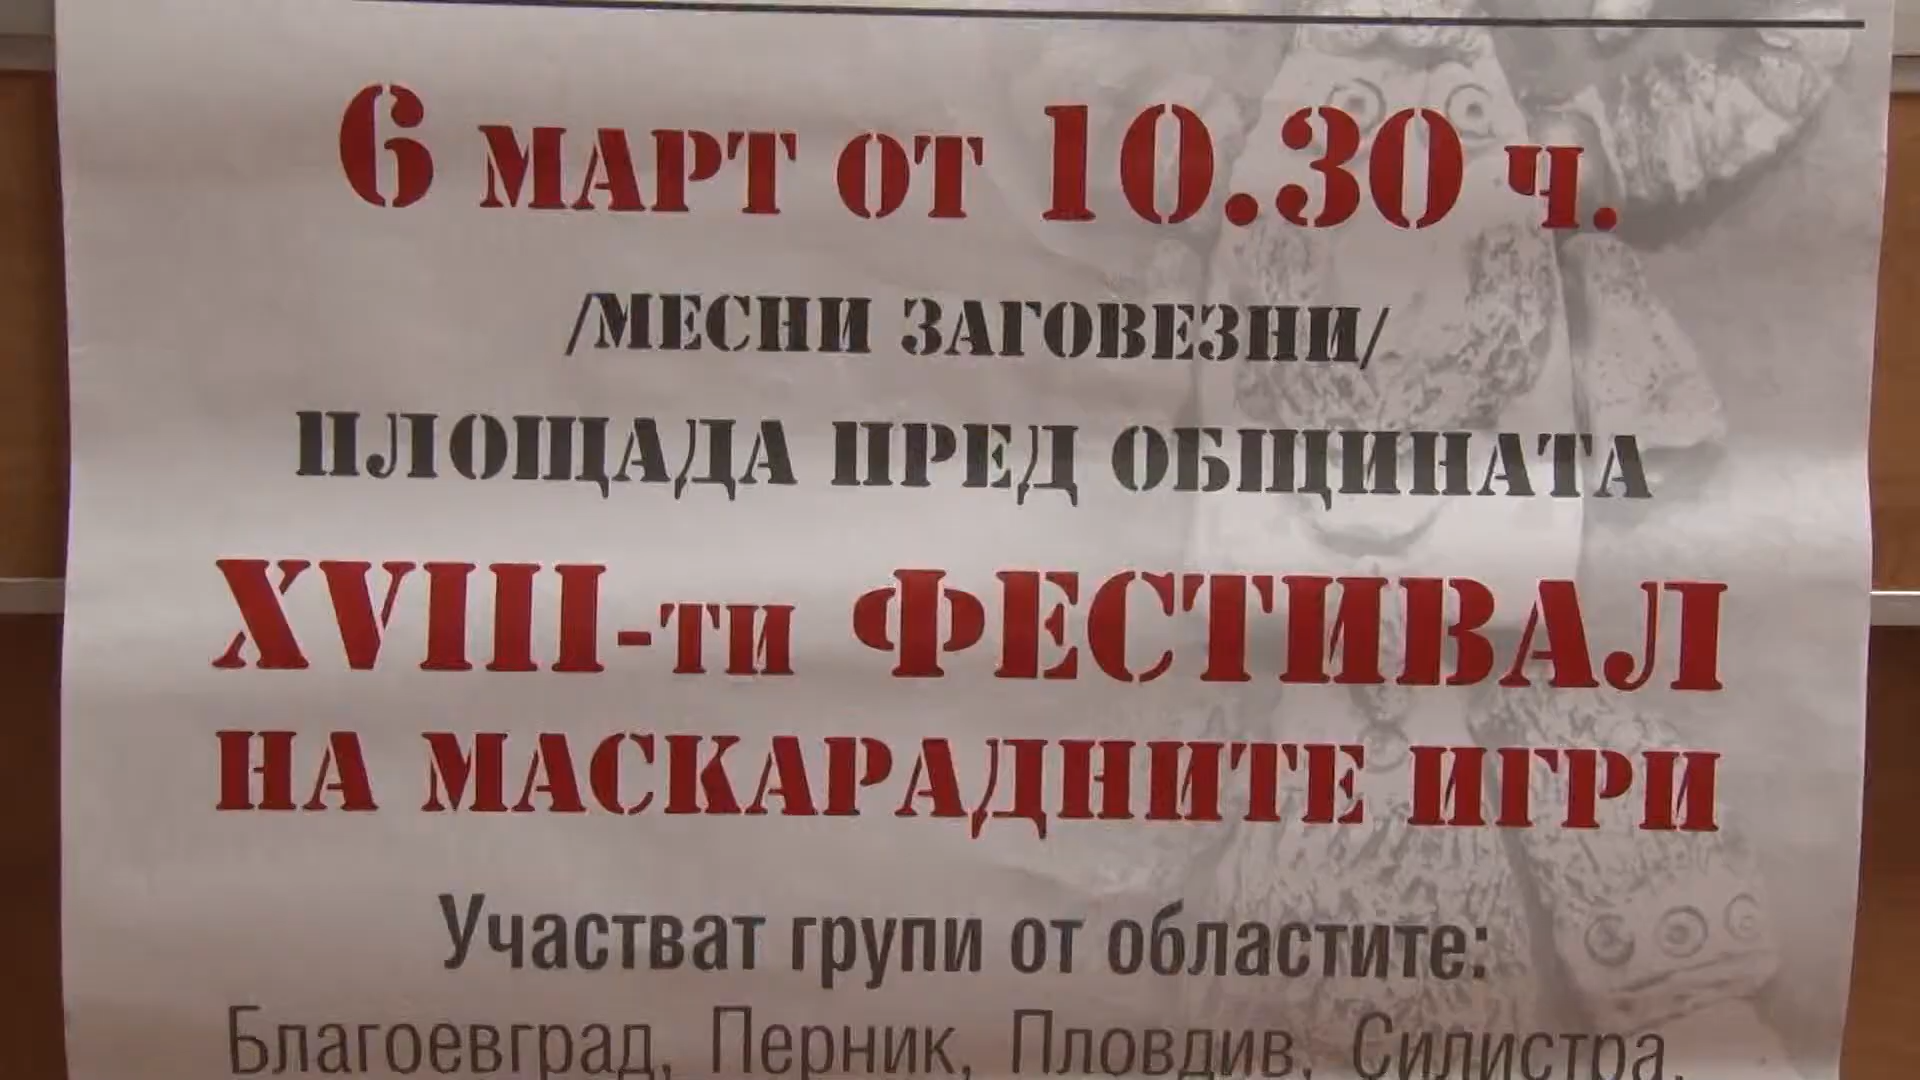 6 МАРТ ОТ 10.30 Ч.
/МЕСНИ ЗАГОВЕЗНИ/
ПЛОЩАДА ПРЕД ОБЩИНАТА
XVIII-ТИ ФЕСТИВАЛ
НА МАСКАРАДНИТЕ ИГРИ
Участват групи от областите:
Благоевград, Перник, Пловдив, Силистра,